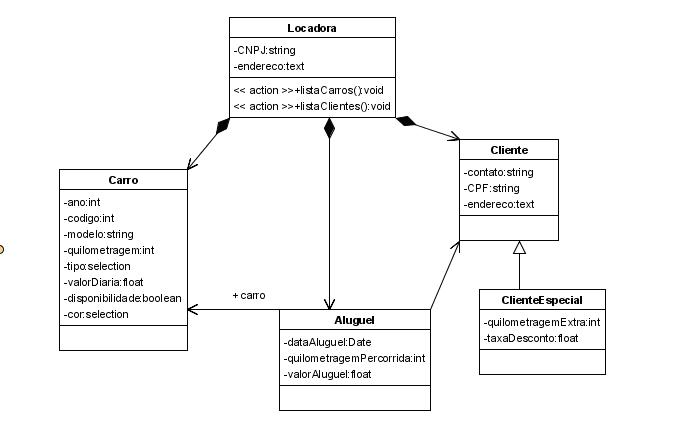 Locadora
-CNPJ:string
-endereco:text
<< action >>+listaCarros():void
<< action >>+listaClientes():void
Carro
-ano:int
-codigo:int
-modelo:string
-quilometragem:int
-tipo:selection
-valorDiaria:float
-disponibilidade:boolean
-cor:selection
Cliente
-contato:string
-CPF:string
-endereco:text
+ carro
Aluguel
-dataAluguel:Date
-quilometragemPercorrida:int
-valorAluguel:float
ClienteEspecial
-quilometragemExtra:int
-taxaDesconto:float